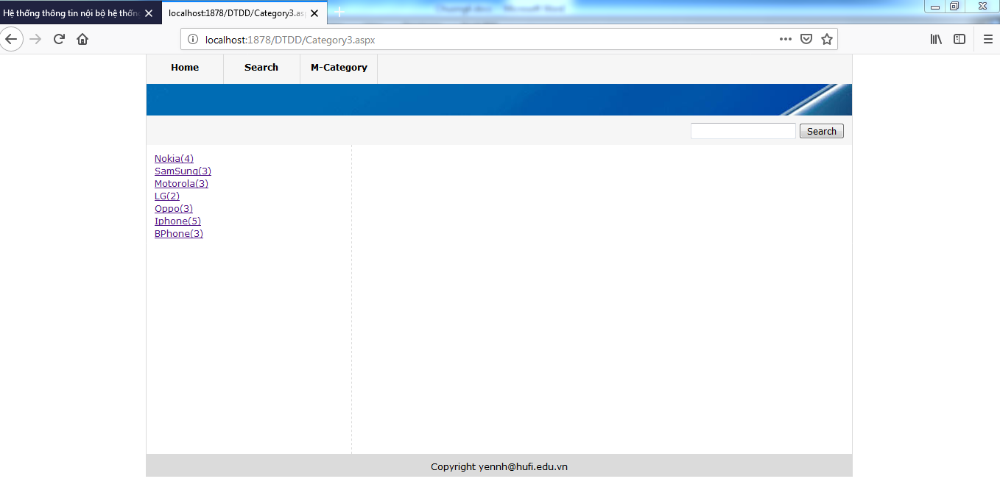 Hệ thống thông tin nội bộ hệ thống
localhost:1878/DTDD/Category3.asp
localhost:1878/DTDD/Category3.aspx
Home
Search
M-Category
Search
Nokia(4)
SamSung(3)
Motorola(3)
LG(2)
Oppo(3)
Iphone(5)
BPhone(3)
Copyright yennh@hufi.edu.vn